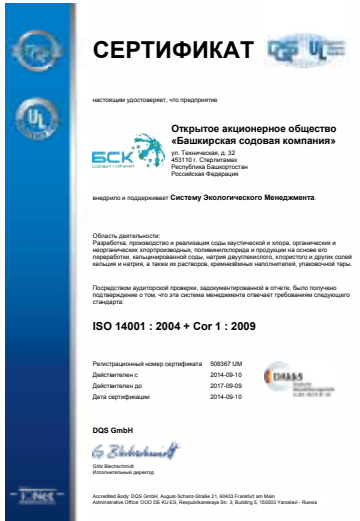 DQS
UL
СЕРТИФИКАТ
настоящим удостоверяет, что предприятие
БСК
Открытое акционерное общество
«Башкирская содовая компания»
ул. Техническая, д. 32
453110 г. Стерлитамак
Республика Башкортостан
Российская Федерация
внедрило и поддерживает Систему Экологического Менеджмента.
Область деятельности:
Разработка, производство и реализация соды каустической и хлора, органических и
неорганических хлорпроизводных, поливинилхлорида и продукции на основе его
переработки, кальцинированной соды, натрия двууглекислого, хлористого и других солей
кальция и натрия, а также их растворов, кремнезёмных наполнителей, упаковочной тары.
Посредством аудиторской проверки, задокументированной в отчете, было получено
подтверждение о том, что эта система менеджмента отвечает требованиям следующего
стандарта:
ISO 14001 : 2004 + Cor 1 : 2009
Регистрационный номер сертификата 508367 UM
Действителен с 2014-09-10
Действителен до 2017-09-09
Дата сертификации 2014-09-10
DAkkS
DQS GmbH
Götz Blechschmidt
Исполнительный директор
- IQNet -
Accredited Body: DQS GmbH, August-Schanz-Straße 21, 60433 Frankfurt am Main
Administrative Office: OOO DE KU ES, Respublikanskaya Str. 3, Building 5, 150003 Yaroslavl - Russia